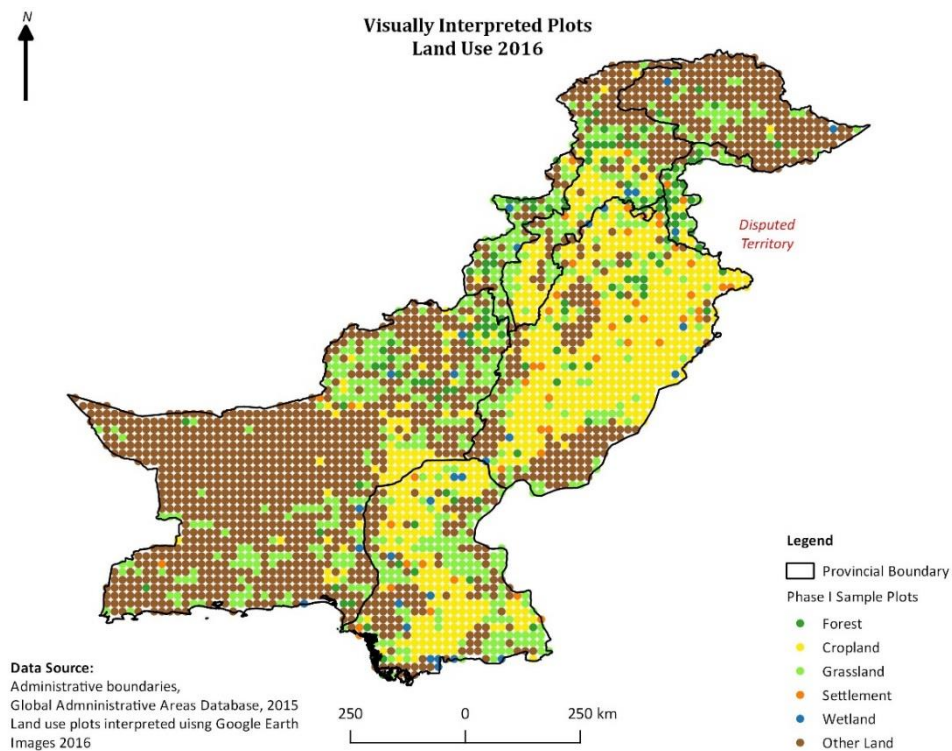 N
Visually Interpreted Plots
Land Use 2016
Disputed
Territory
Legend
Provincial Boundary
Phase I Sample Plots
Forest
Cropland
Grassland
Settlement
Wetland
Other Land
Data Source:
Administrative boundaries,
Global Admninistrative Areas Database, 2015
Land use plots interpreted uisng Google Earth
Images 2016
250 0 250 km